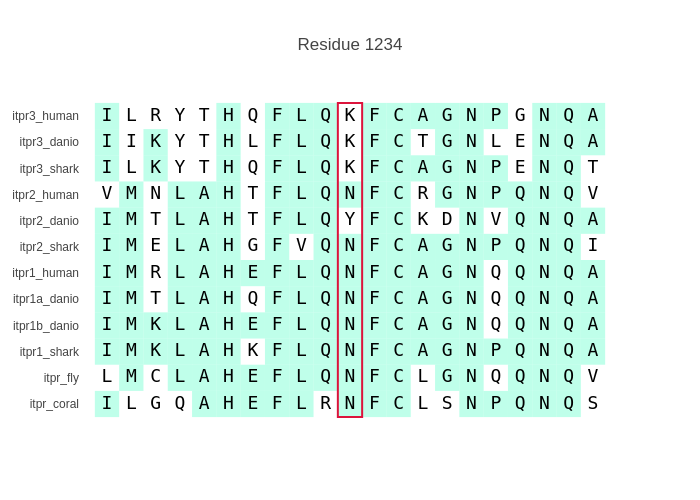 Residue 1234
itpr3_human I L R Y T H Q F L Q K F C A G N P G N Q A
itpr3_danio I I K Y T H L F L Q K F C T G N L E N Q A
itpr3_shark I L K Y T H Q F L Q K F C A G N P E N Q T
itpr2_human V M N L A H T F L Q N F C R G N P Q N Q V
itpr2_danio I M T L A H T F L Q Y F C K D N V Q N Q A
itpr2_shark I M E L A H G F V Q N F C A G N P Q N Q I
itpr1_human I M R L A H E F L Q N F C A G N Q Q N Q A
itpr1a_danio I M T L A H Q F L Q N F C A G N Q Q N Q A
itpr1b_danio I M K L A H E F L Q N F C A G N Q Q N Q A
itpr1_shark I M K L A H K F L Q N F C A G N P Q N Q A
itpr_fly L M C L A H E F L Q N F C L G N Q Q N Q V
itpr_coral I L G Q A H E F L R N F C L S N P Q N Q S